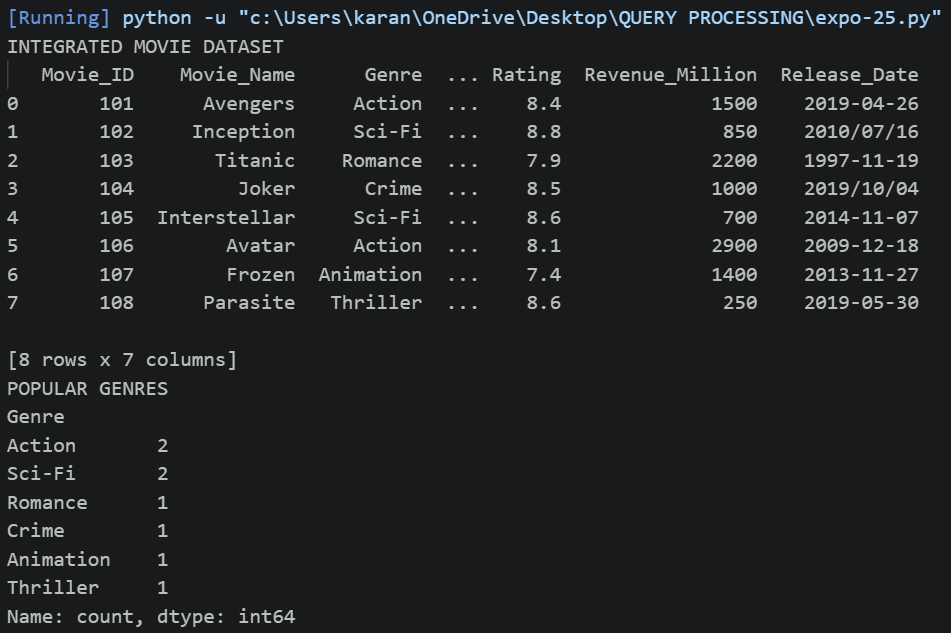 [Running] python -u "c:\Users\karan\OneDrive\Desktop\QUERY PROCESSING\expo-25.py"
INTEGRATED MOVIE DATASET
   Movie_ID    Movie_Name      Genre  ... Rating  Revenue_Million  Release_Date
0       101      Avengers     Action  ...    8.4             1500    2019-04-26
1       102     Inception     Sci-Fi  ...    8.8              850    2010/07/16
2       103       Titanic    Romance  ...    7.9             2200    1997-11-19
3       104         Joker      Crime  ...    8.5             1000    2019/10/04
4       105  Interstellar     Sci-Fi  ...    8.6              700    2014-11-07
5       106        Avatar     Action  ...    8.1             2900    2009-12-18
6       107        Frozen  Animation  ...    7.4             1400    2013-11-27
7       108      Parasite   Thriller  ...    8.6              250    2019-05-30

[8 rows x 7 columns]
POPULAR GENRES
Genre
Action       2
Sci-Fi       2
Romance      1
Crime        1
Animation    1
Thriller     1
Name: count, dtype: int64